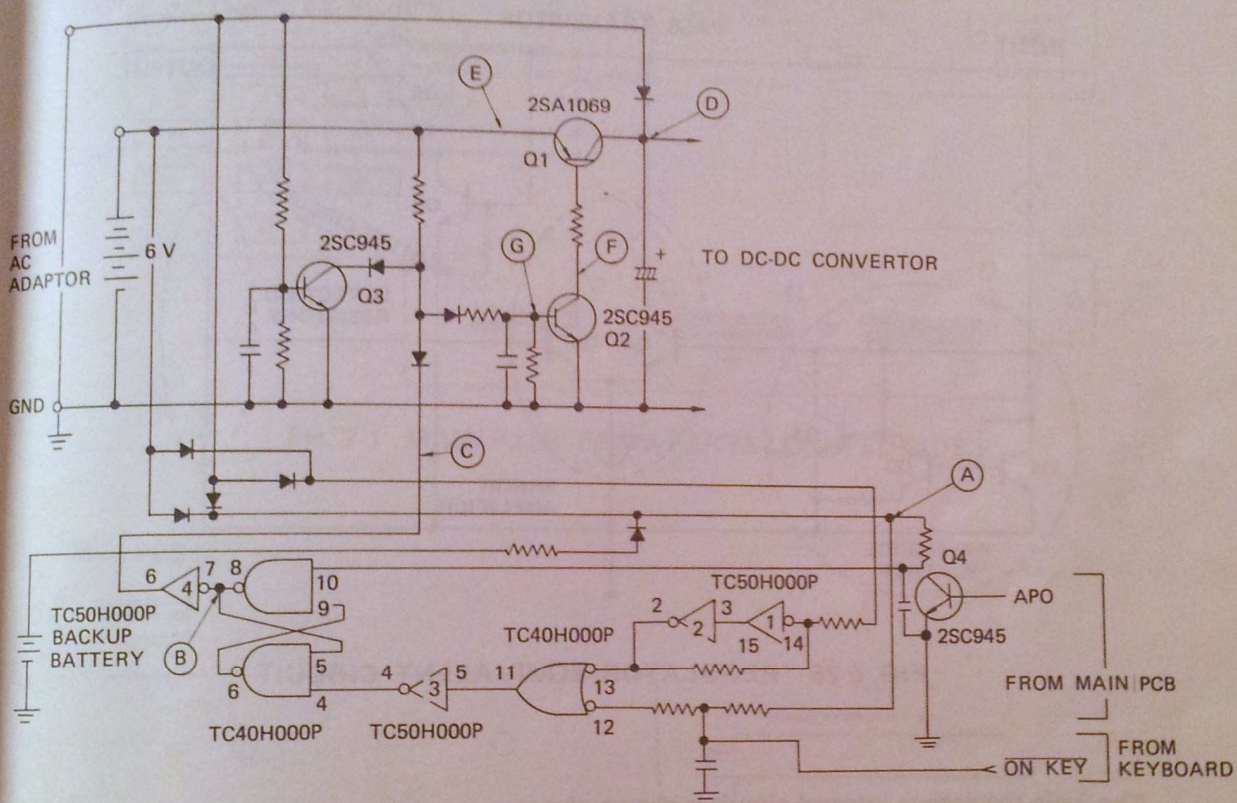 E
2SA1069
D
Q1
FROM
AC
ADAPTOR
6 V
2SC945
Q3
G
F
+
TO DC-DC CONVERTOR
2SC945
Q2
GND
C
A
6
4
7
8
10
9
TC50H000P
BACKUP
BATTERY
B
6
5
4
TC40H000P
4
3
5
TC50H000P
11
TC40H000P
13
12
2
2
3
15
1
14
TC50H000P
Q4
APO
2SC945
FROM MAIN PCB
ON KEY
FROM
KEYBOARD